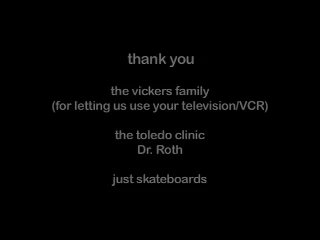 thank you
the vickers family
(for letting us use your television/VCR)
the toledo clinic
Dr. Roth
just skateboards